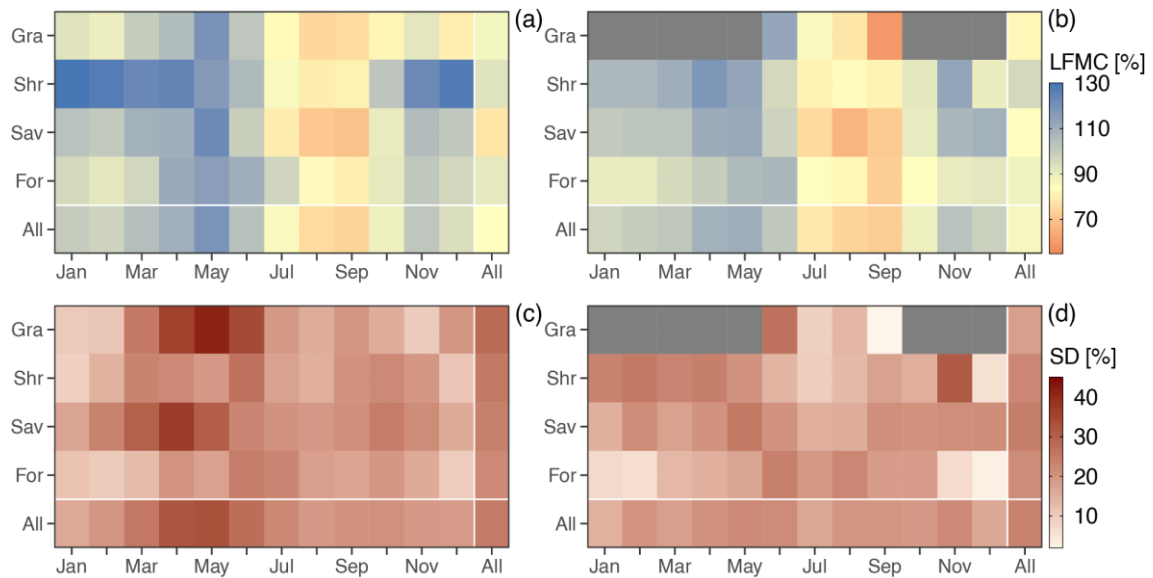 (a)
Gra
Shr
Sav
For
All
Jan Mar May Jul Sep Nov All
(b)
Gra
Shr
Sav
For
All
Jan Mar May Jul Sep Nov All
LFMC [%]
130
110
90
70
(c)
Gra
Shr
Sav
For
All
Jan Mar May Jul Sep Nov All
(d)
Gra
Shr
Sav
For
All
Jan Mar May Jul Sep Nov All
SD [%]
40
30
20
10